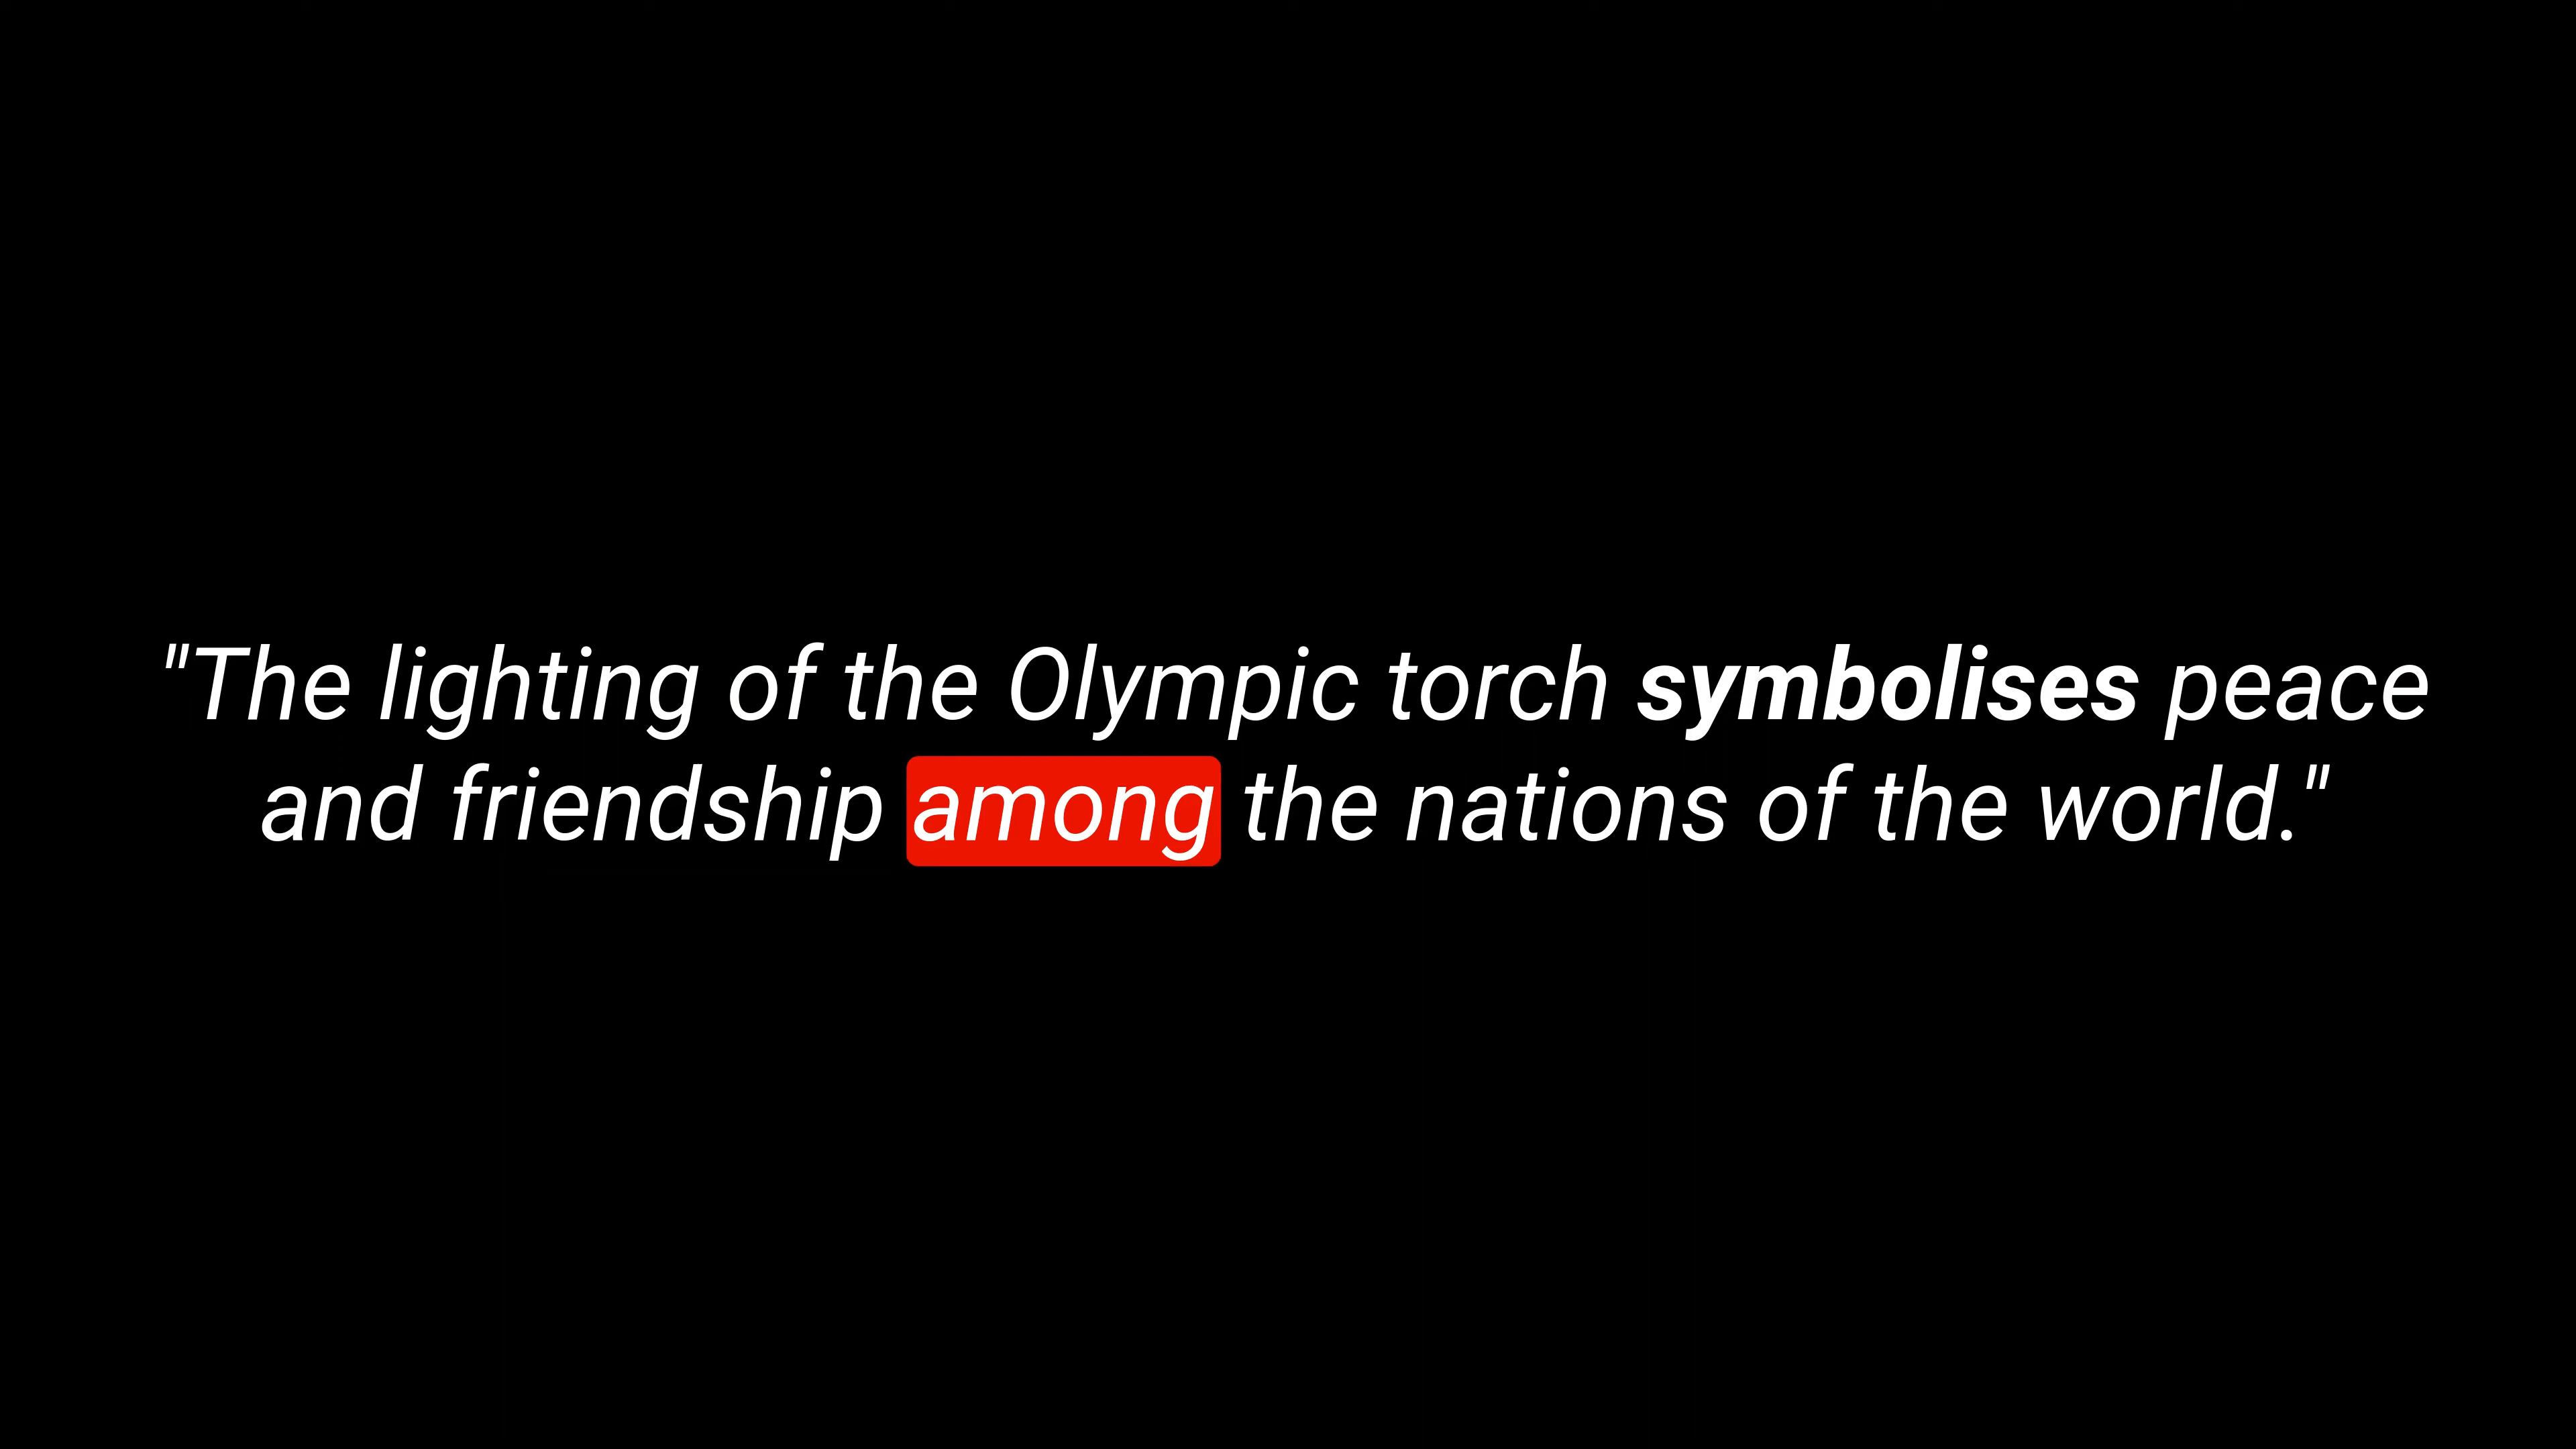 "The lighting of the Olympic torch symbolises peace
and friendship among the nations of the world."